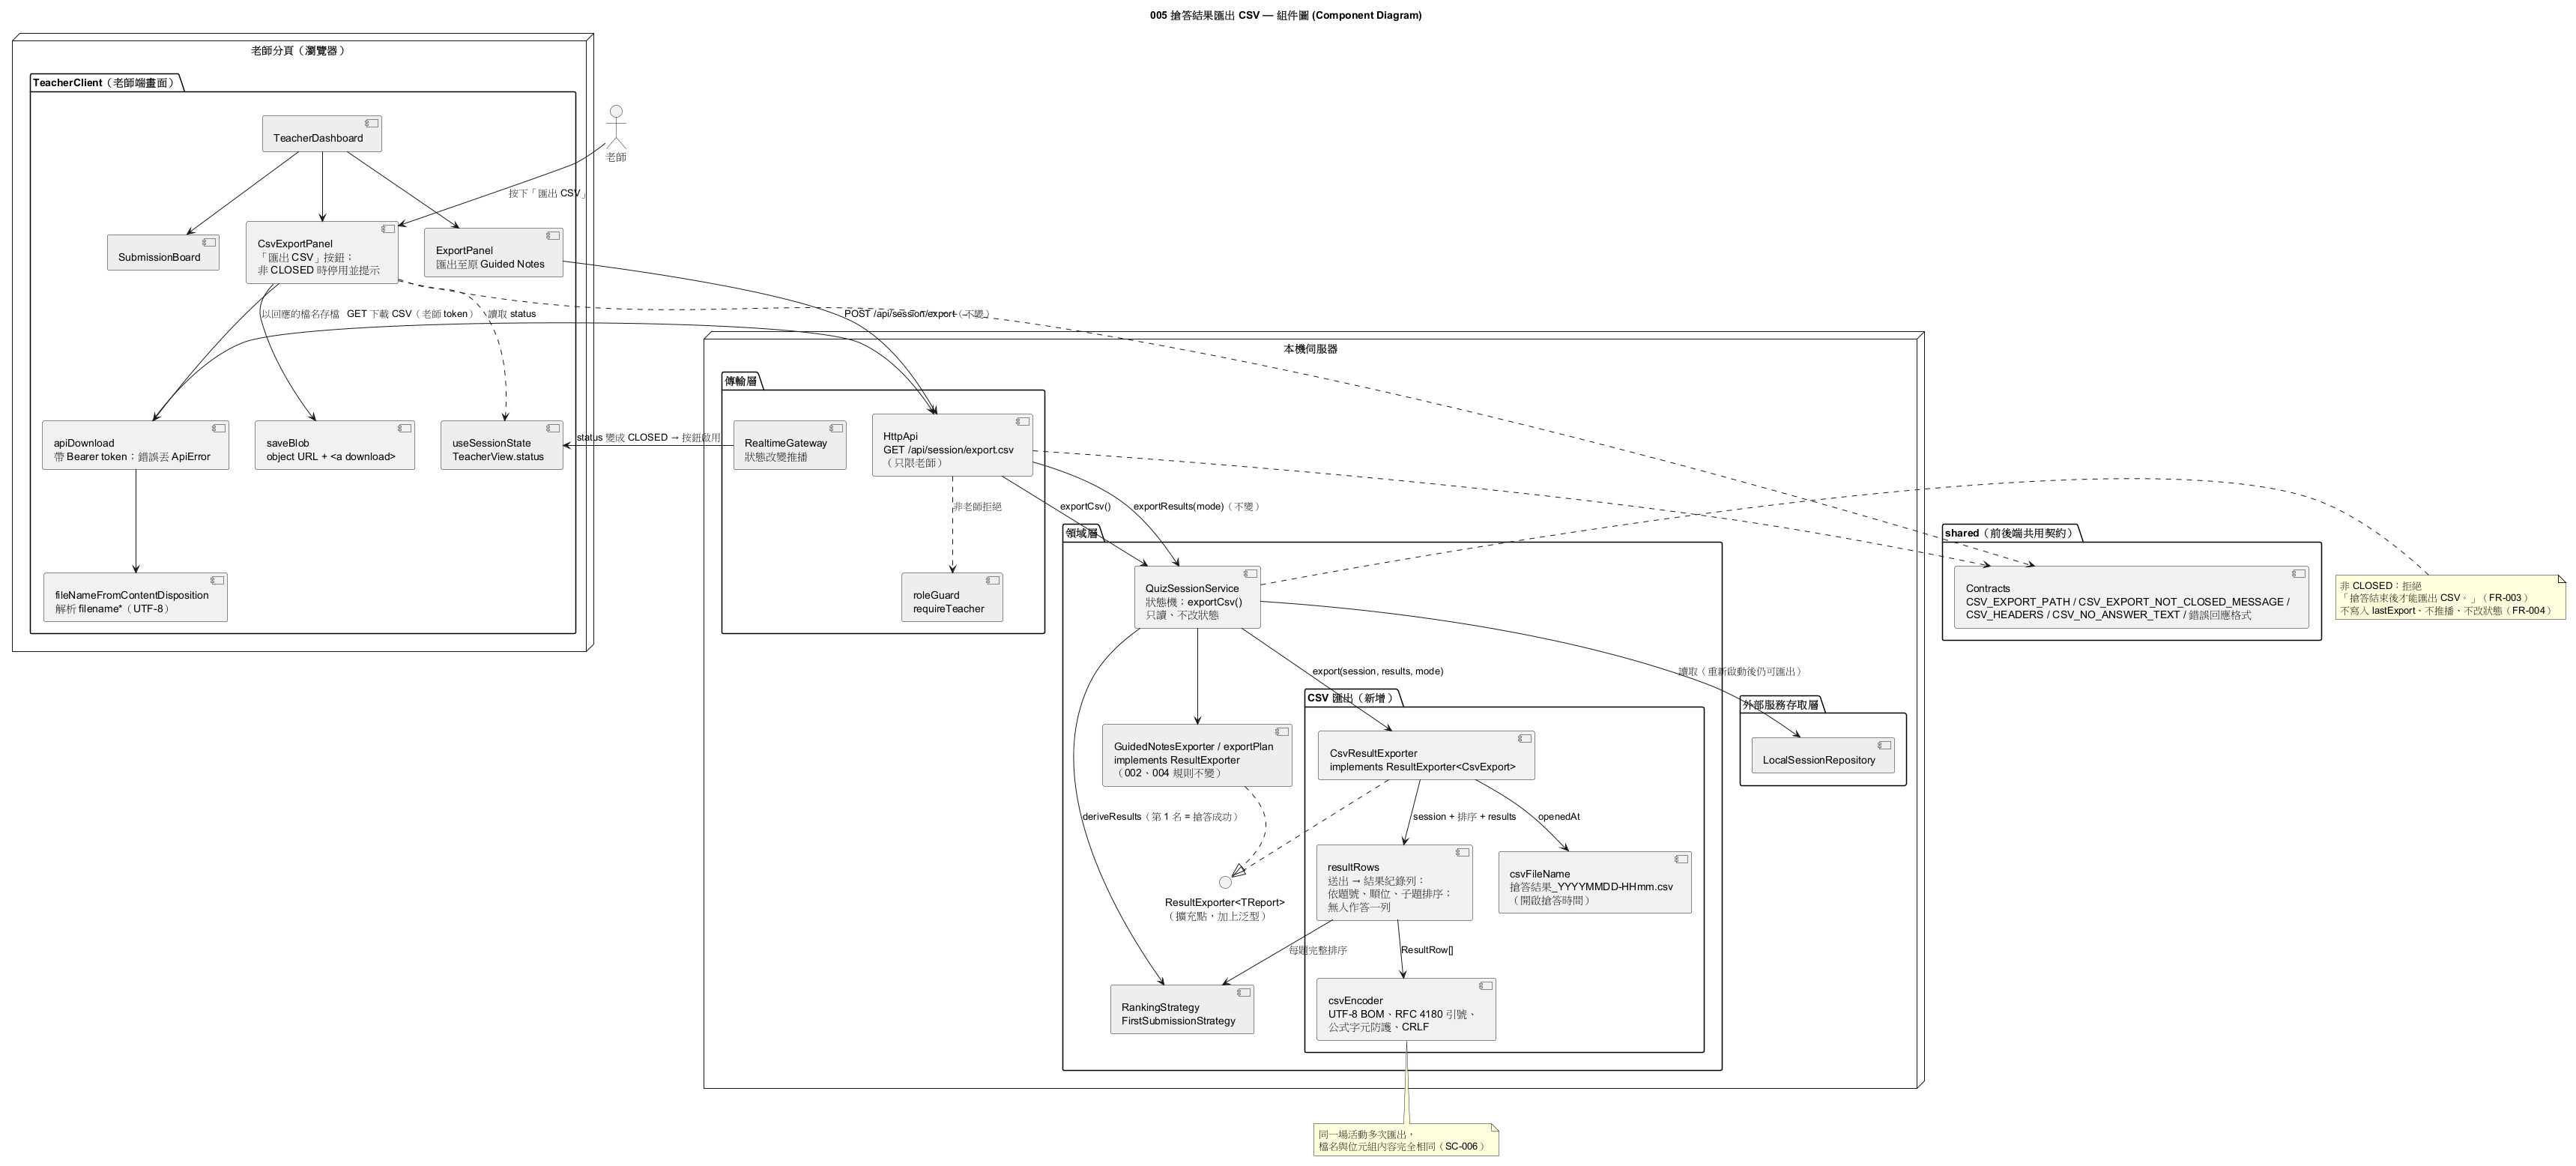 005 搶答結果匯出 CSV — 組件圖 (Component Diagram)
老師分頁（瀏覽器）
TeacherClient（老師端畫面）
TeacherDashboard
老師
按下「匯出 CSV」
SubmissionBoard
CsvExportPanel
「匯出 CSV」按鈕；
非 CLOSED 時停用並提示
ExportPanel
匯出至原 Guided Notes
以回應的檔名存檔
GET 下載 CSV（老師 token）
讀取 status
POST /api/session/export（不變）
apiDownload
帶 Bearer token；錯誤丟 ApiError
saveBlob
object URL + <a download>
useSessionState
TeacherView.status
status 變成 CLOSED → 按鈕啟用
fileNameFromContentDisposition
解析 filename*（UTF-8）
本機伺服器
傳輸層
RealtimeGateway
狀態改變推播
HttpApi
GET /api/session/export.csv
（只限老師）
非老師拒絕
exportCsv()
exportResults(mode)（不變）
roleGuard
requireTeacher
領域層
QuizSessionService
狀態機；exportCsv()
只讀、不改狀態
shared（前後端共用契約）
Contracts
CSV_EXPORT_PATH / CSV_EXPORT_NOT_CLOSED_MESSAGE /
CSV_HEADERS / CSV_NO_ANSWER_TEXT / 錯誤回應格式
非 CLOSED：拒絕
「搶答結束後才能匯出 CSV。」（FR-003）
不寫入 lastExport、不推播、不改狀態（FR-004）
export(session, results, mode)
讀取（重新啟動後仍可匯出）
CSV 匯出（新增）
外部服務存取層
LocalSessionRepository
GuidedNotesExporter / exportPlan
implements ResultExporter
（002、004 規則不變）
CsvResultExporter
implements ResultExporter<CsvExport>
deriveResults（第 1 名 = 搶答成功）
session + 排序 + results
openedAt
resultRows
送出 → 結果紀錄列：
依題號、順位、子題排序；
無人作答一列
csvFileName
搶答結果_YYYYMMDD-HHmm.csv
（開啟搶答時間）
ResultExporter<TReport>
（擴充點，加上泛型）
每題完整排序
ResultRow[]
RankingStrategy
FirstSubmissionStrategy
csvEncoder
UTF-8 BOM、RFC 4180 引號、
公式字元防護、CRLF
同一場活動多次匯出，
檔名與位元組內容完全相同（SC-006）